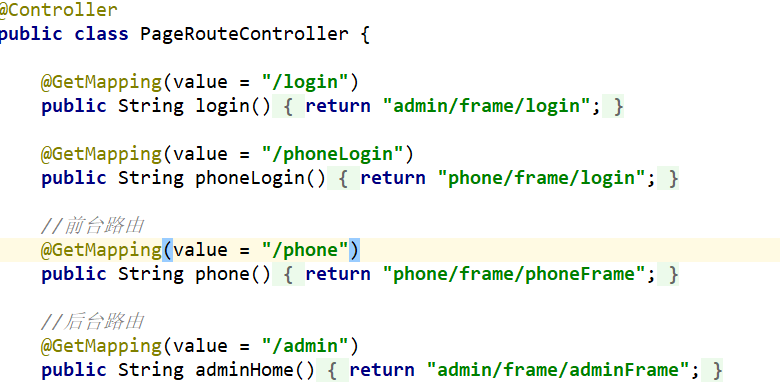 @Controller
public class PageRouteController {
@GetMapping(value = "/login")
public String login() { return "admin/frame/login"; }
@GetMapping(value = "/phoneLogin")
public String phoneLogin() { return "phone/frame/login"; }
//前台路由
@GetMapping(value = "/phone")
public String phone() { return "phone/frame/phoneFrame"; }
//后台路由
@GetMapping(value = "/admin")
public String adminHome() { return "admin/frame/adminFrame"; }